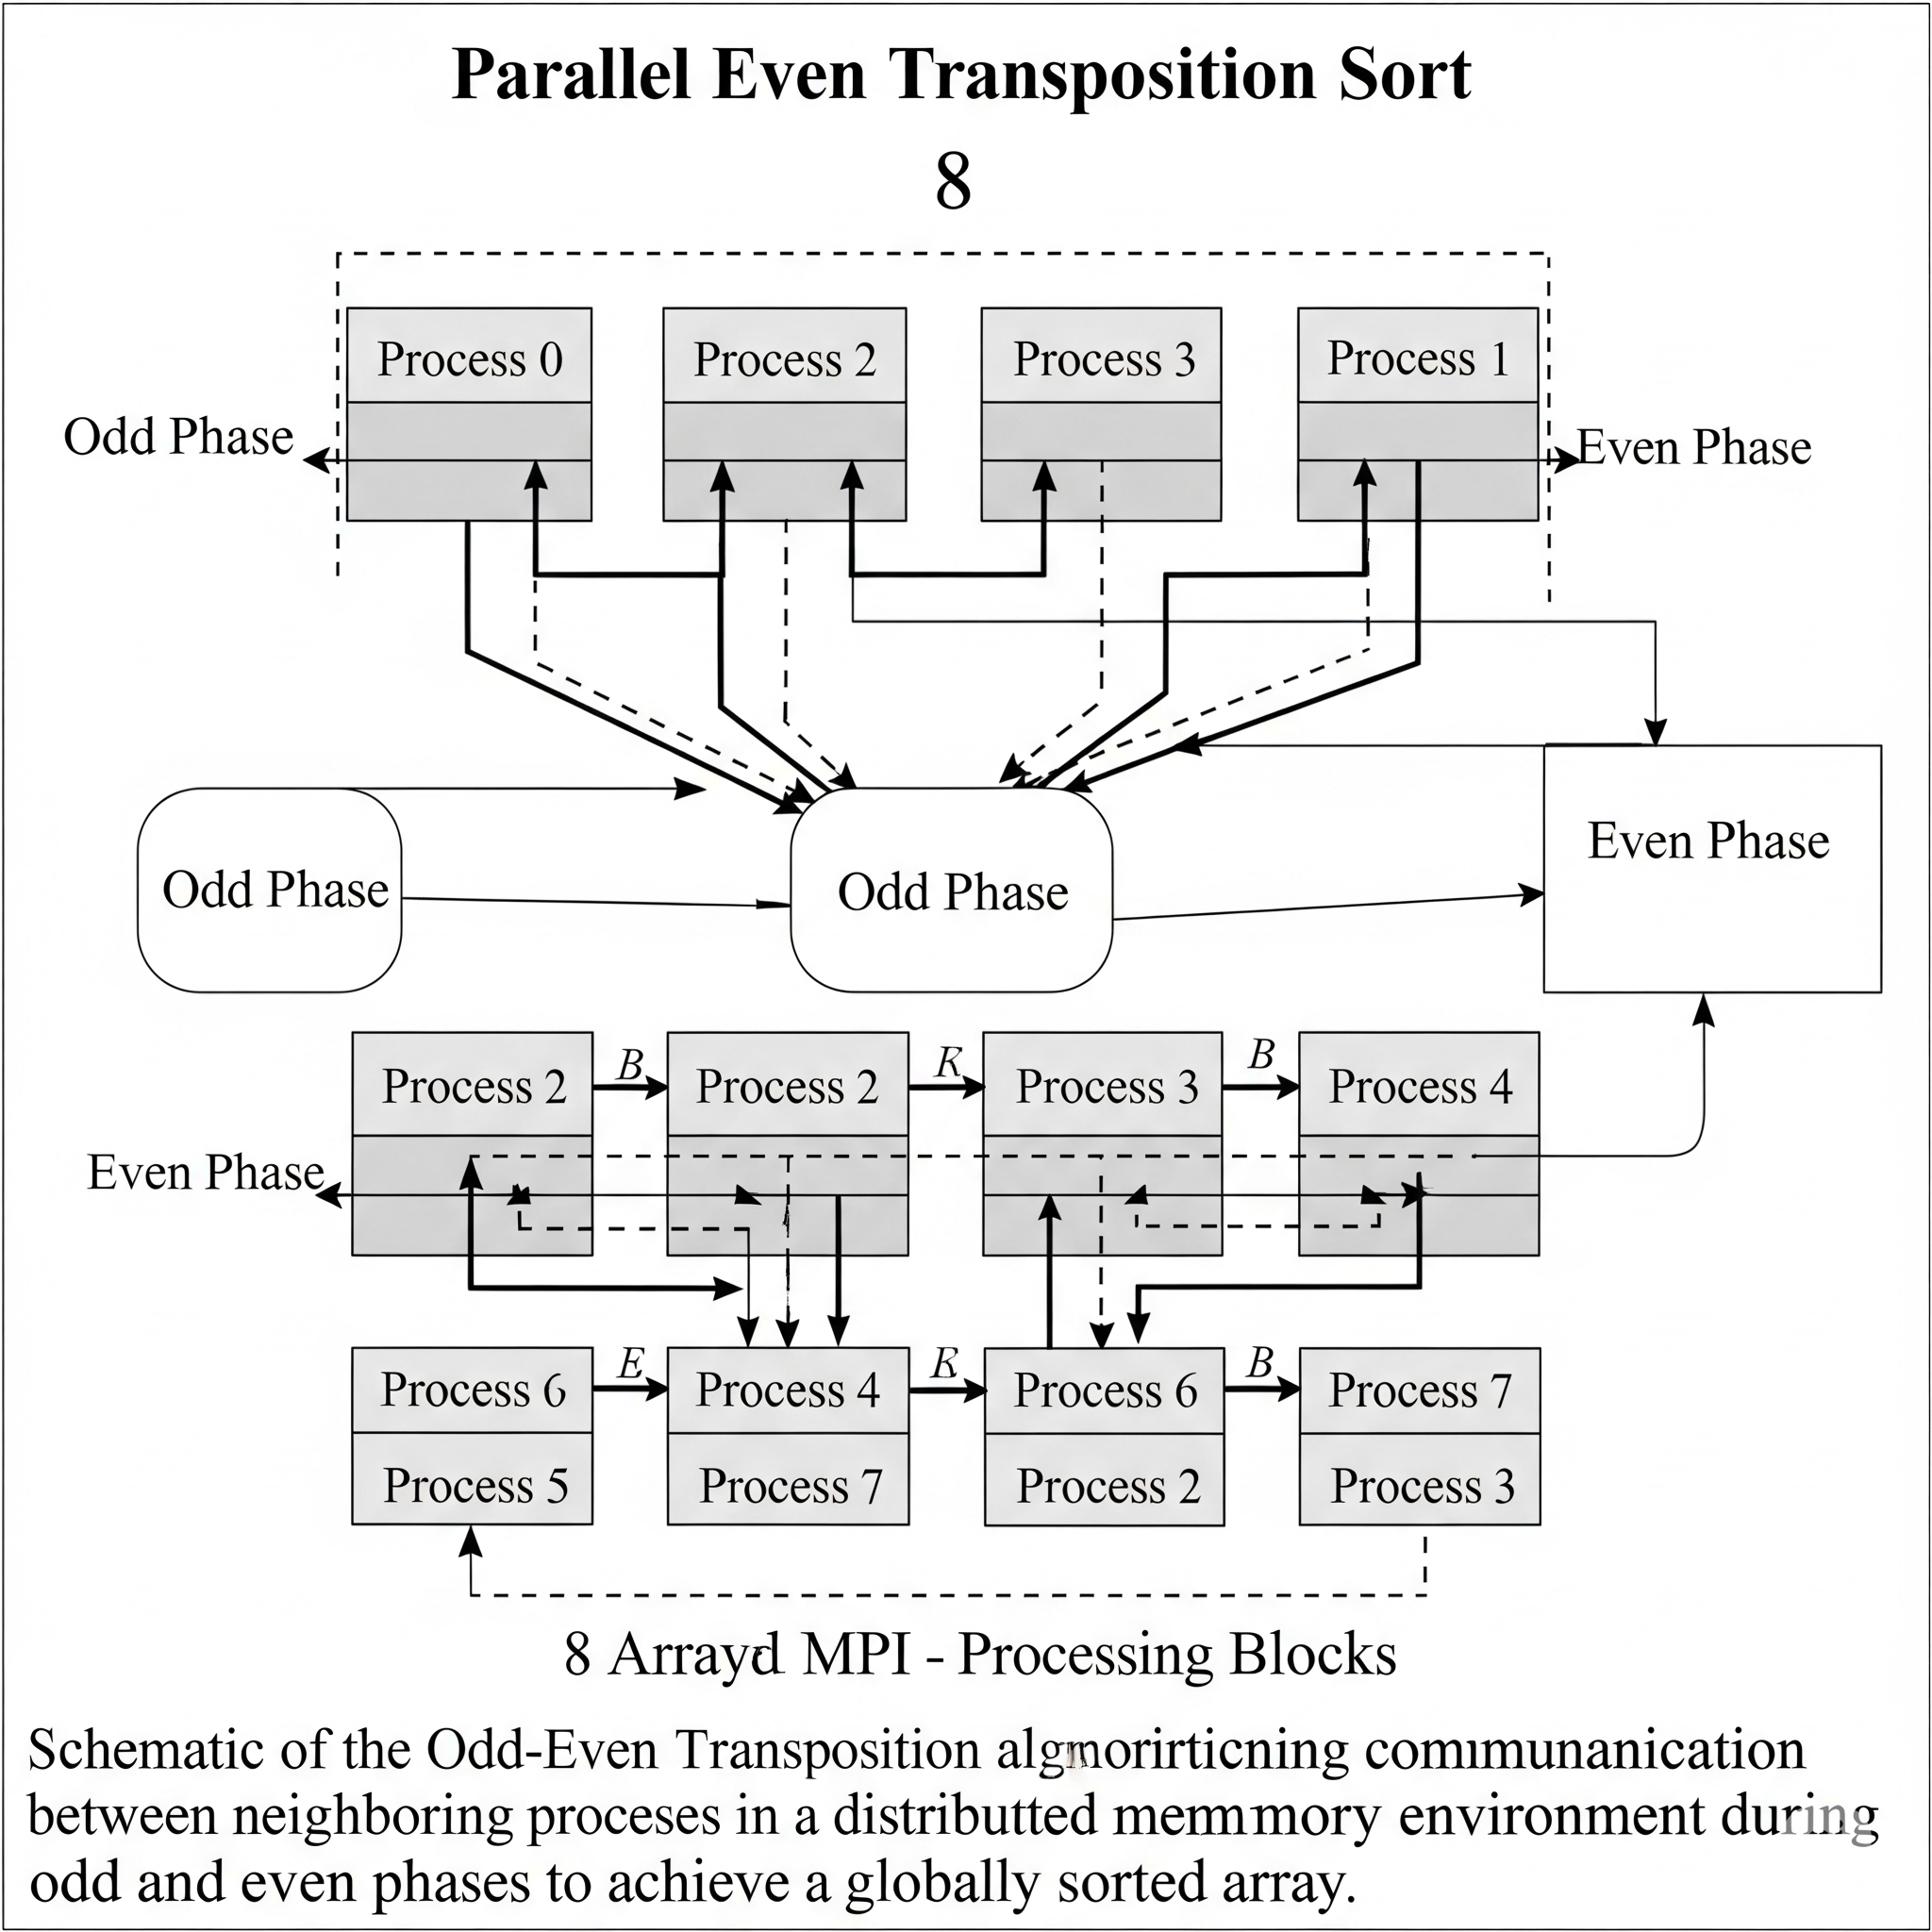 Parallel Even Transposition Sort
8
Process 0 Process 2 Process 3 Process 1
Odd Phase Even Phase
Odd Phase Odd Phase Even Phase
B K B
Process 2 Process 2 Process 3 Process 4
Even Phase
E K B
Process 6 Process 4 Process 6 Process 7
Process 5 Process 7 Process 2 Process 3
8 Arrayd MPI - Processing Blocks
Schematic of the Odd-Even Transposition communanication
between neighboring proceses in a distributted memmmory environment during
odd and even phases to achieve a globally sorted array.